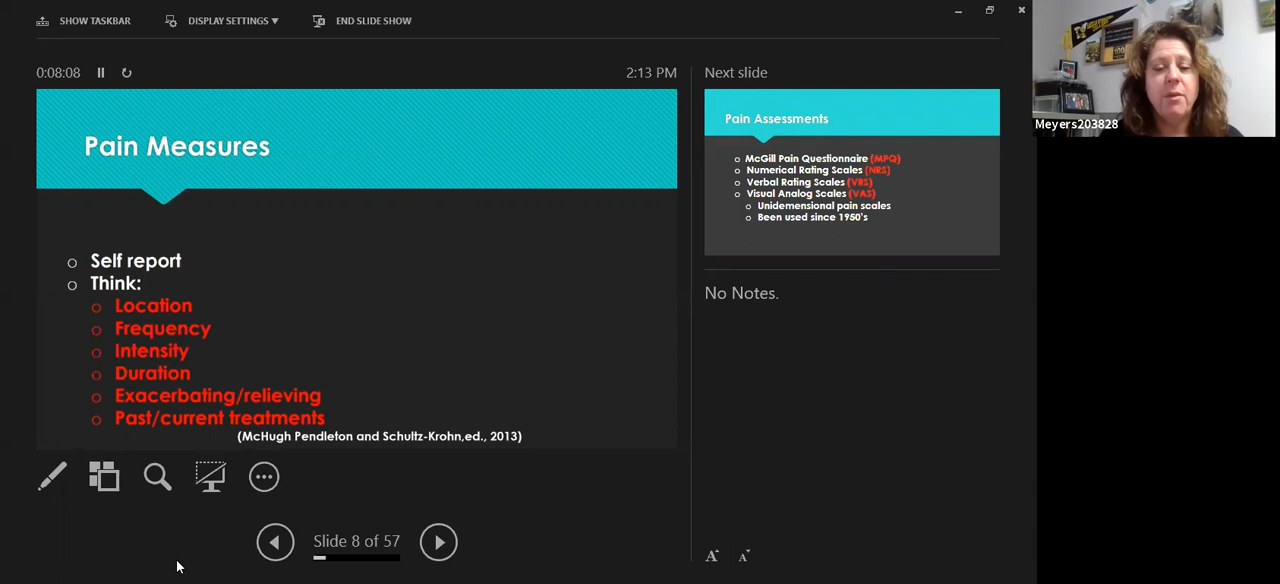 SHOW TASKBAR
DISPLAY SETTINGS ▼
END SLIDE SHOW
0:08:08
2:13 PM
Next slide
Pain Measures
Self report
Think:
Location
Frequency
Intensity
Duration
Exacerbating/relieving
Past/current treatments
(McHugh Pendleton and Schultz-Krohn,ed., 2013)
Pain Assessments
McGill Pain Questionnaire (MPQ)
Numerical Rating Scales (NRS)
Verbal Rating Scales (VRS)
Visual Analog Scales (VAS)
Unidemensional pain scales
Been used since 1950's
No Notes.
Slide 8 of 57
A A
Meyers203828